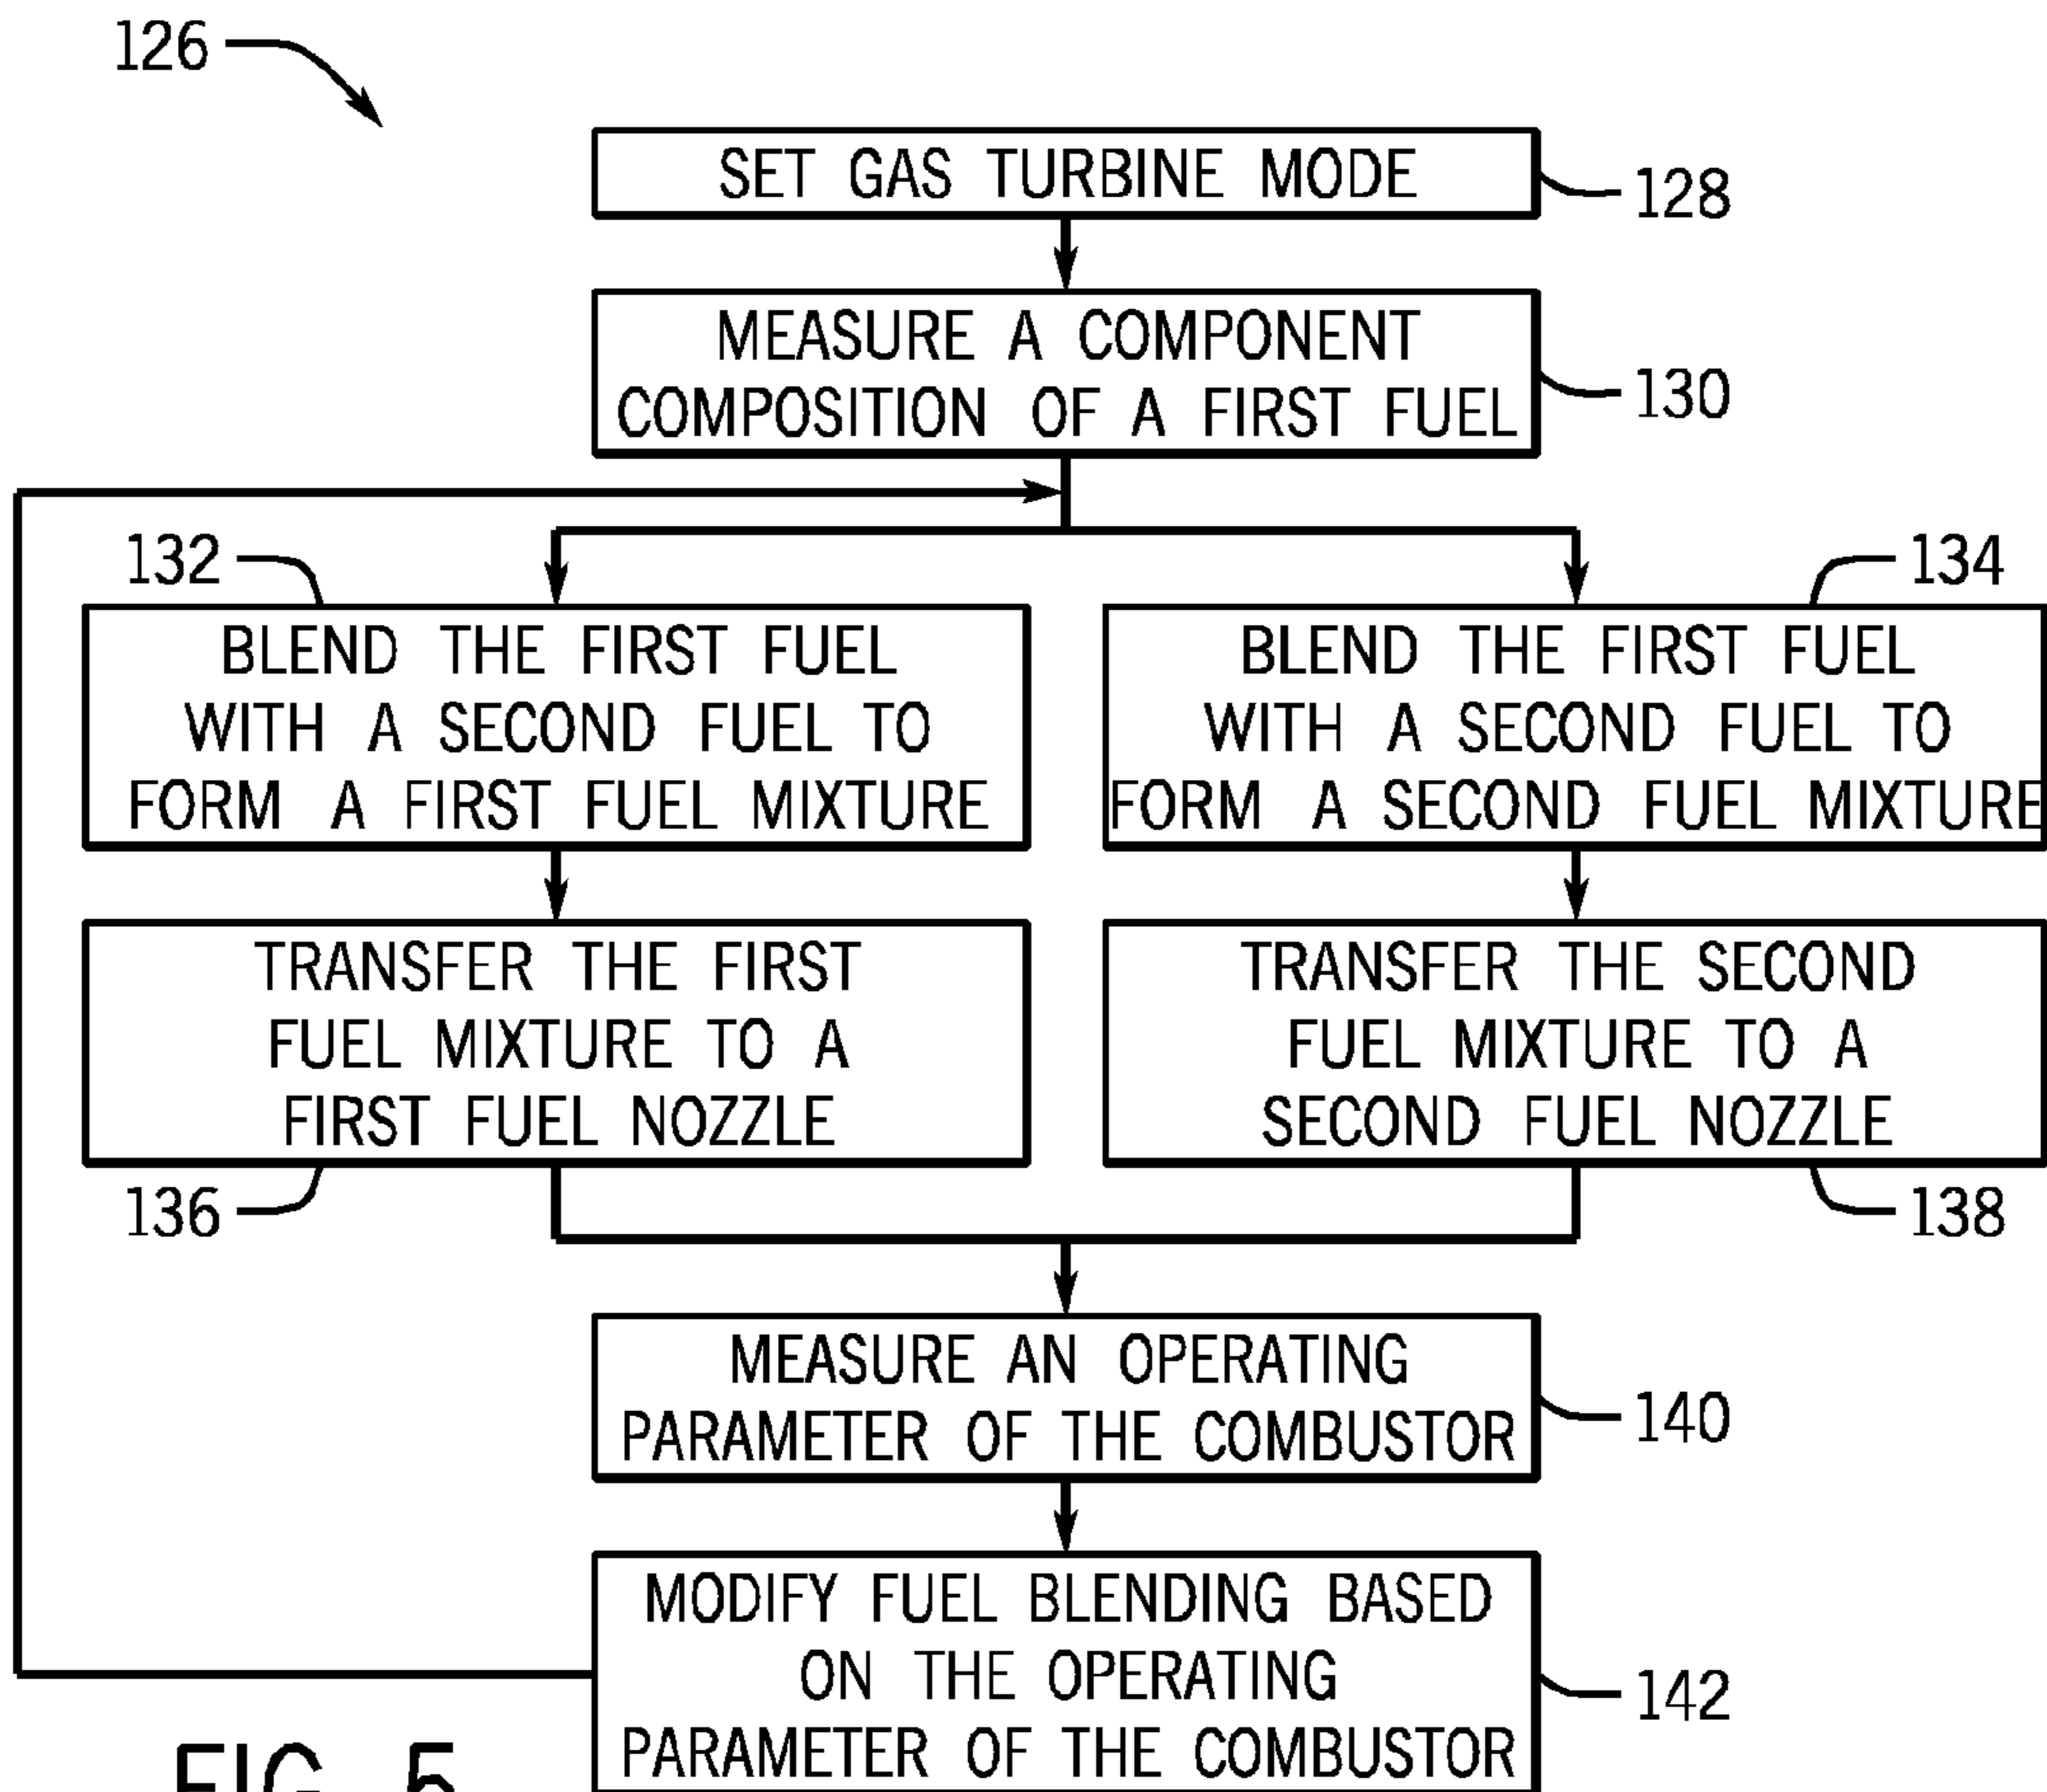 126
SET GAS TURBINE MODE
128
MEASURE A COMPONENT
COMPOSITION OF A FIRST FUEL
130
132
134
BLEND THE FIRST FUEL
WITH A SECOND FUEL TO
FORM A FIRST FUEL MIXTURE
BLEND THE FIRST FUEL
WITH A SECOND FUEL TO
FORM A SECOND FUEL MIXTURE
TRANSFER THE FIRST
FUEL MIXTURE TO A
FIRST FUEL NOZZLE
TRANSFER THE SECOND
FUEL MIXTURE TO A
SECOND FUEL NOZZLE
136
138
MEASURE AN OPERATING
PARAMETER OF THE COMBUSTOR
140
MODIFY FUEL BLENDING BASED
ON THE OPERATING
PARAMETER OF THE COMBUSTOR
142
FIG. 5